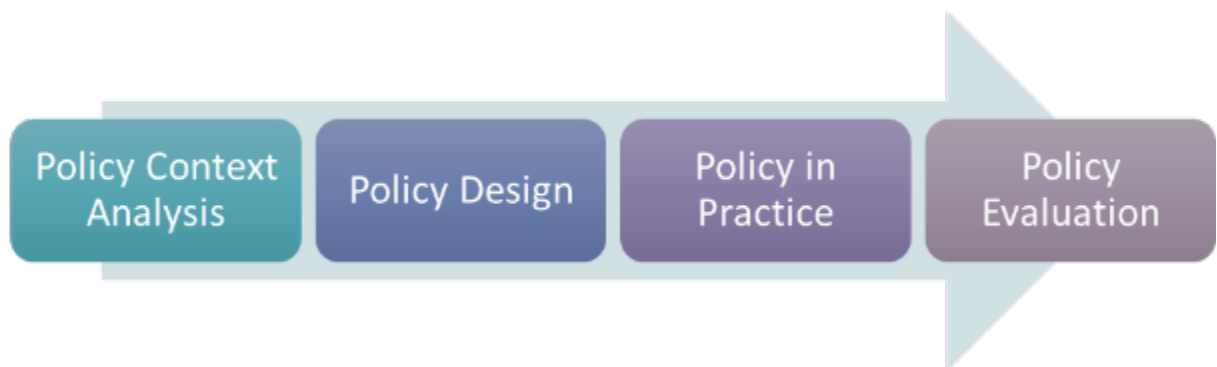 Policy Context
Analysis
Policy Design
Policy in
Practice
Policy
Evaluation